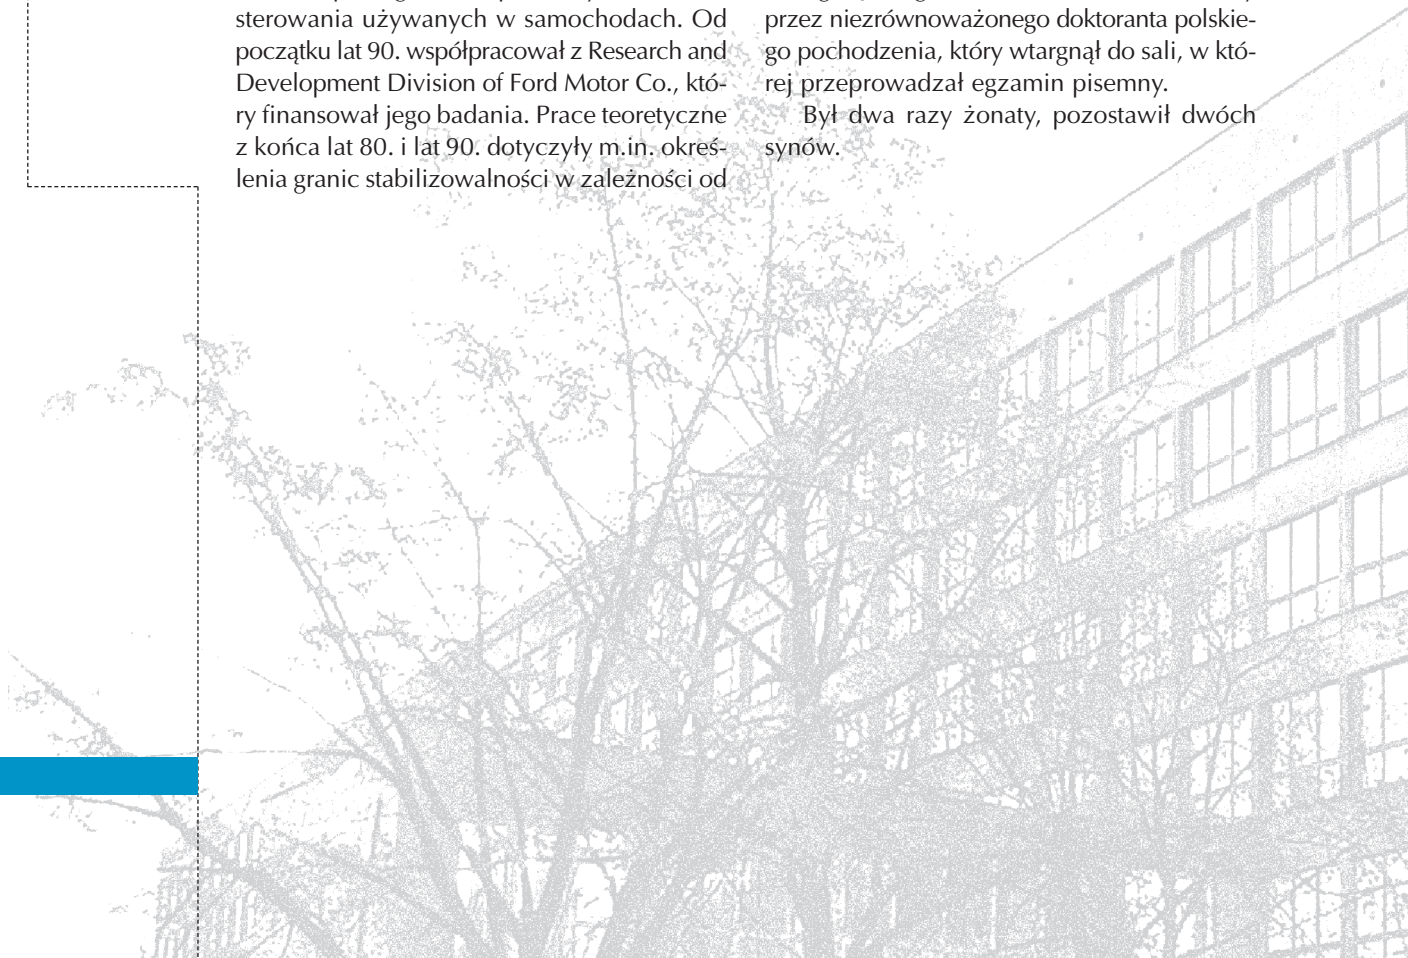 sterowania używanych w samochodach. Od
początku lat 90. współpracował z Research and
Development Division of Ford Motor Co., któ-
ry finansował jego badania. Prace teoretyczne
z końca lat 80. i lat 90. dotyczyły m.in. okreś-
lenia granic stabilizowalności w zależności od
przez niezrównoważonego doktoranta polskie-
go pochodzenia, który wtargnął do sali, w któ-
rej przeprowadzał egzamin pisemny.
Był dwa razy żonaty, pozostawił dwóch
synów.